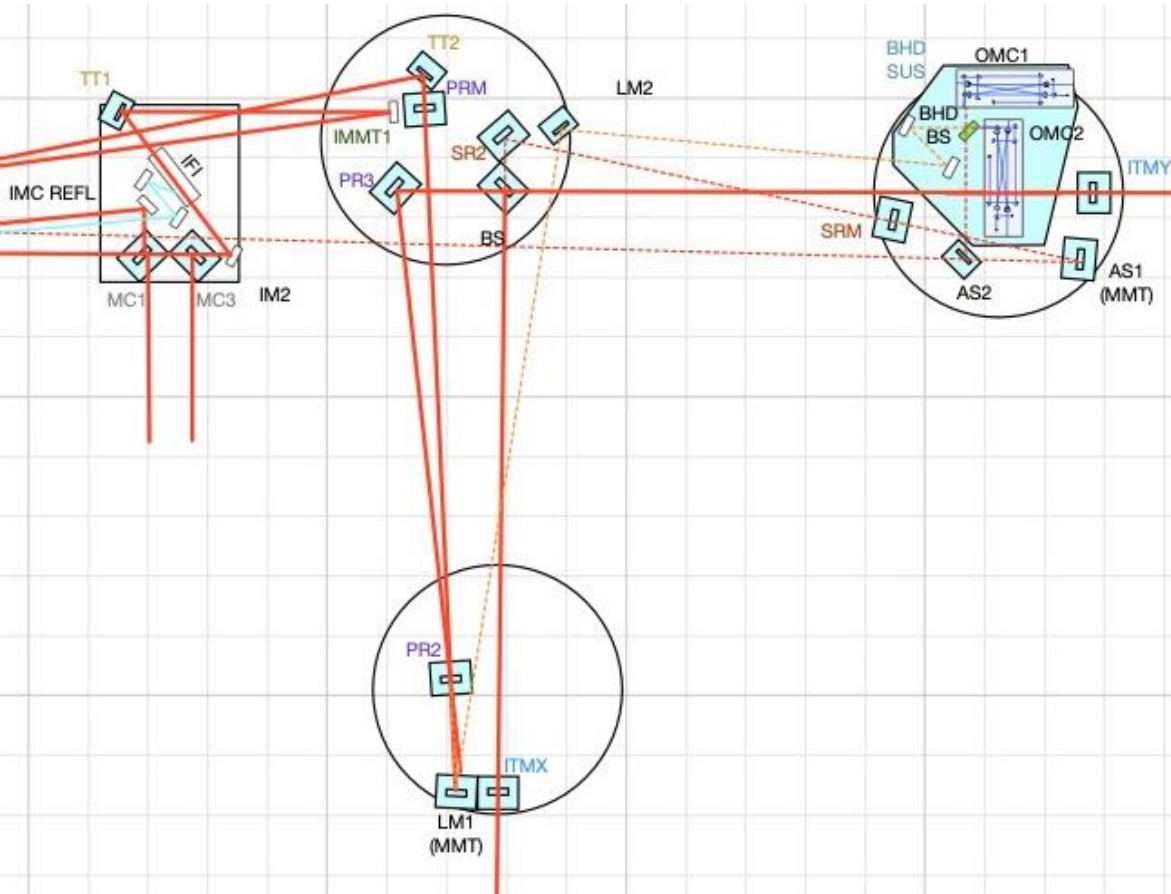 TT1
IFI
IMC REFL
MC1
MC3
IM2
TT2
PRM
IMMT1
SR2
PR3
BS
LM2
BHD
SUS
OMC1
BHD
BS
OMC2
ITMY
SRM
AS2
AS1
(MMT)
PR2
ITMX
LM1
(MMT)